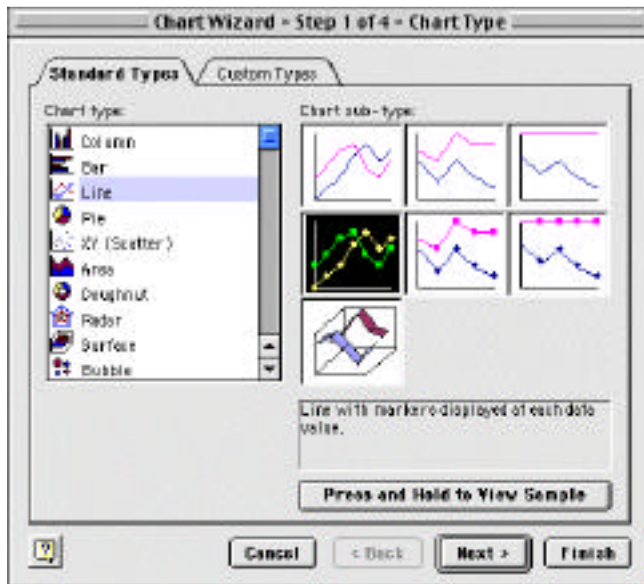 Chart Wizard - Step 1 of 4 - Chart Type
Standard Types
Custom Types
Chart type:
Chart sub-type:
Column
Bar
Line
Pie
XY (Scatter)
Area
Doughnut
Radar
Surface
Bubble
Line with markers displayed at each data
value.
Press and Hold to View Sample
Cancel
< Back
Next >
Finish